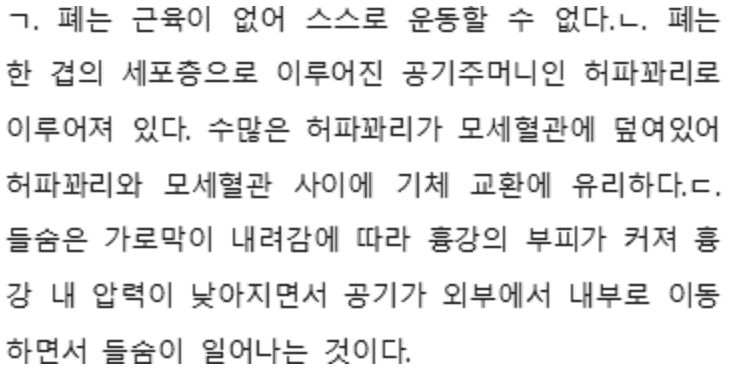 ㄱ. 폐는 근육이 없어 스스로 운동할 수 없다.ㄴ. 폐는
한 겹의 세포층으로 이루어진 공기주머니인 허파꽈리로
이루어져 있다. 수많은 허파꽈리가 모세혈관에 덮여있어
허파꽈리와 모세혈관 사이에 기체 교환에 유리하다.ㄷ.
들숨은 가로막이 내려감에 따라 흉강의 부피가 커져 흉
강 내 압력이 낮아지면서 공기가 외부에서 내부로 이동
하면서 들숨이 일어나는 것이다.